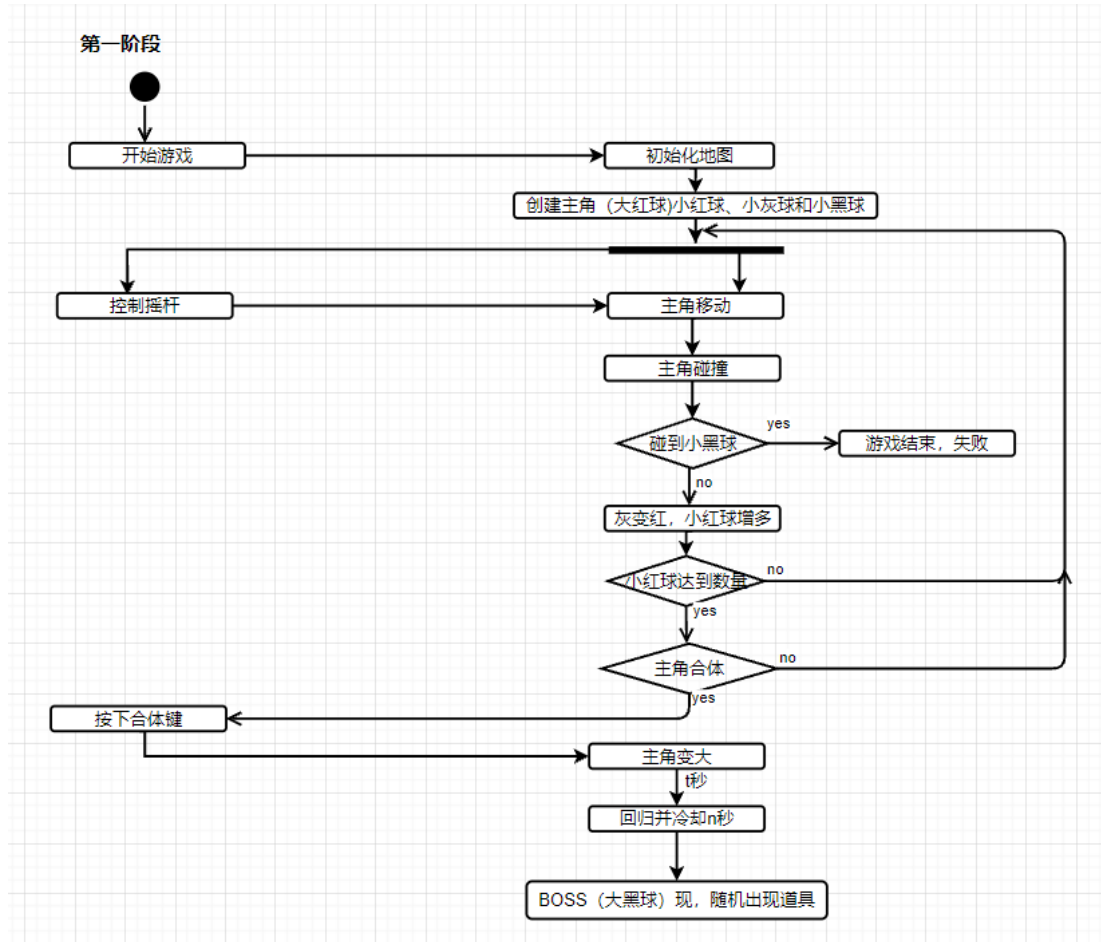 第一阶段
开始游戏
初始化地图
创建主角（大红球)小红球、小灰球和小黑球
控制摇杆
主角移动
主角碰撞
碰到小黑球
yes
游戏结束，失败
no
灰变红，小红球增多
小红球达到数量
no
yes
主角合体
no
yes
按下合体键
主角变大
t秒
回归并冷却n秒
BOSS（大黑球）现，随机出现道具